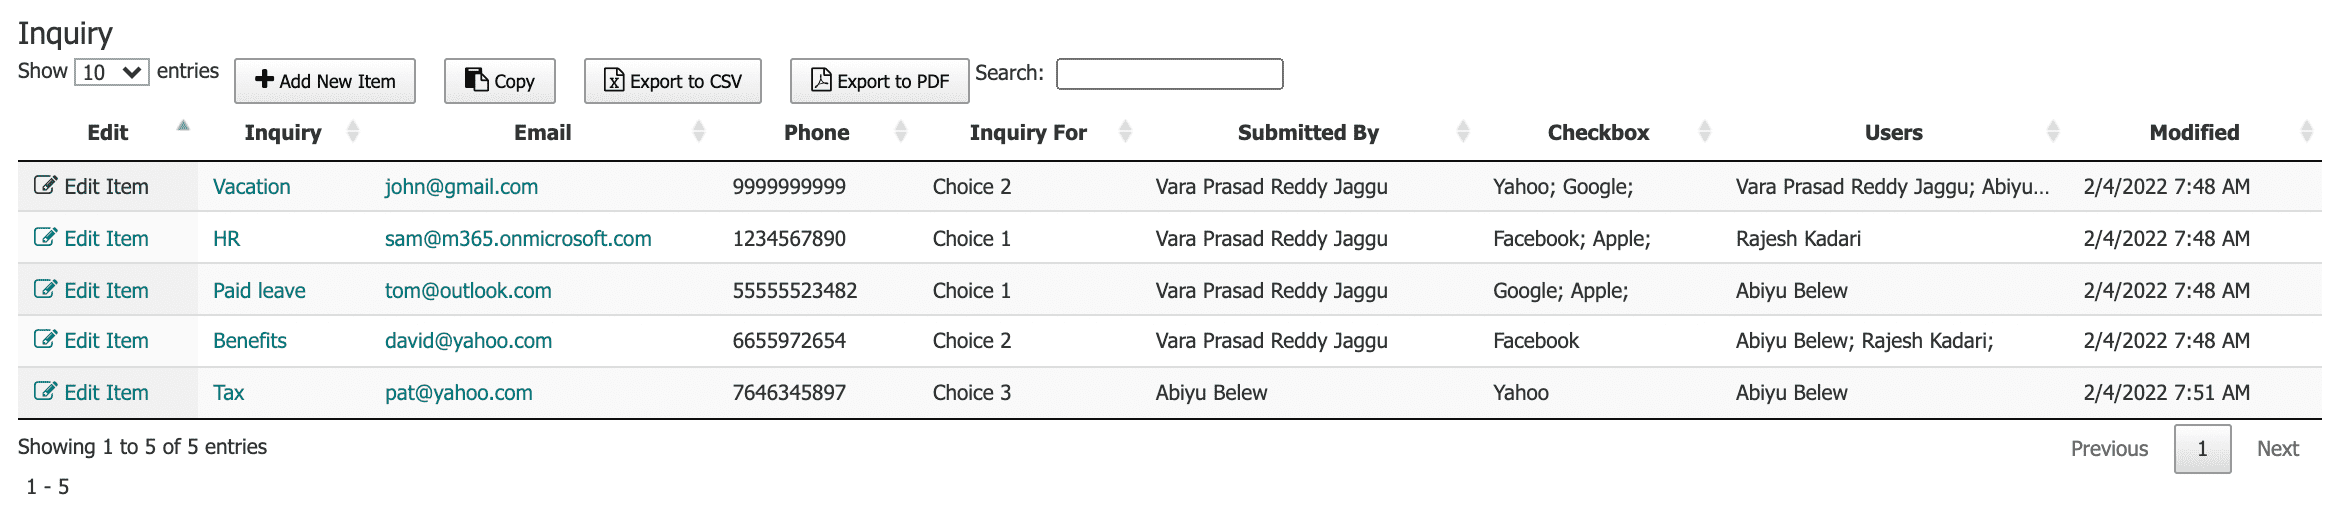 Inquiry
Show 10 entries Add New Item Copy Export to CSV Export to PDF Search:
Edit Inquiry Email Phone Inquiry For Submitted By Checkbox Users Modified
Edit Item Vacation john@gmail.com 9999999999 Choice 2 Vara Prasad Reddy Jaggu Yahoo; Google; Vara Prasad Reddy Jaggu; Abiyu... 2/4/2022 7:48 AM
Edit Item HR sam@m365.onmicrosoft.com 1234567890 Choice 1 Vara Prasad Reddy Jaggu Facebook; Apple; Rajesh Kadari 2/4/2022 7:48 AM
Edit Item Paid leave tom@outlook.com 55555523482 Choice 1 Vara Prasad Reddy Jaggu Google; Apple; Abiyu Belew 2/4/2022 7:48 AM
Edit Item Benefits david@yahoo.com 6655972654 Choice 2 Vara Prasad Reddy Jaggu Facebook Abiyu Belew; Rajesh Kadari; 2/4/2022 7:48 AM
Edit Item Tax pat@yahoo.com 7646345897 Choice 3 Abiyu Belew Yahoo Abiyu Belew 2/4/2022 7:51 AM
Showing 1 to 5 of 5 entries Previous 1 Next
1 - 5